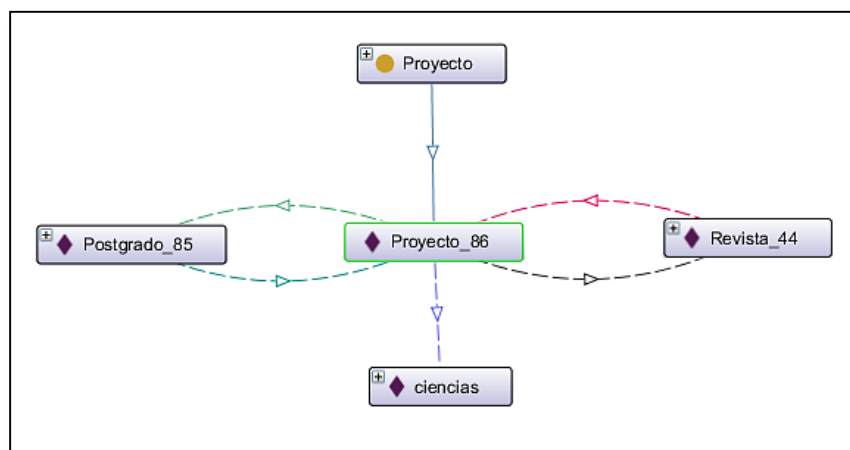 Proyecto
Postgrado_85
Proyecto_86
Revista_44
ciencias